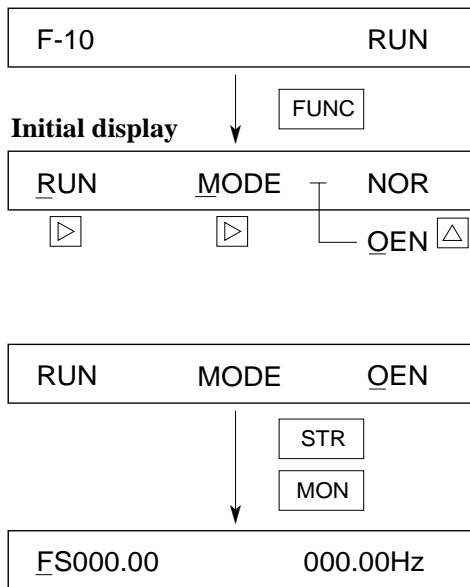 F-10 RUN
FUNC
Initial display
RUN MODE NOR
OEN
RUN MODE OEN
STR
MON
FS000.00 000.00Hz